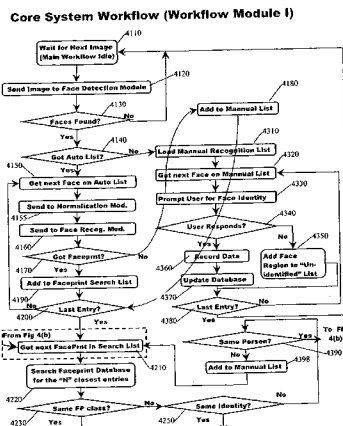 Core System Workflow (Workflow Module I)
4110
Wait for Next Image
(Main Workflow Idle)
4120
Send Image to Face Detection Module
4130
Faces Found?
No
Yes
4140
Got Auto List?
No
Yes
4150
Get next Face on Auto List
4155
Send to Normalization Mod.
Send to Face Recog. Mod.
4160
Got Faceprnt?
No
4170
Yes
4190
Add to Faceprint Search List
No
Last Entry?
4200
Yes
4180
Add to Mannual List
4310
Load Manual Recognition List
4320
Get next Face on Mannual List
4330
Prompt User for Face Identity
4340
User Responds?
Yes
No
4350
Add Face
Region to "Un-
identified" List
4360
Record Data
4370
Update Database
4380
Last Entry?
No
Yes
From Fig 4(b)
Get next FacePnt In Search List
4210
Same Person?
Yes
To
4(b)
4390
No
4398
Add to Mannual List
4220
Search Faceprint Database
for the "N" closest entries
4230
Same FP class?
No
Yes
4250
Same Identity?
No
Yes